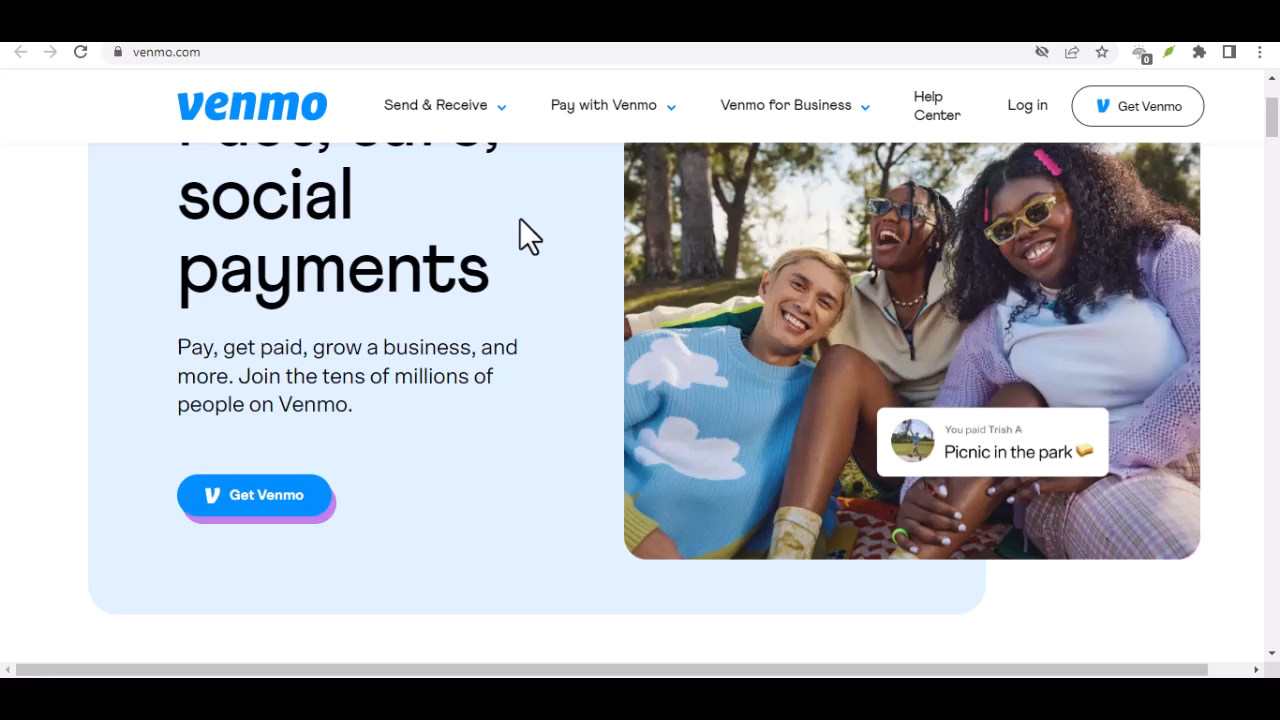 venmo.com
0
venmo
Send & Receive
Pay with Venmo
Venmo for Business
Help
Center
Log in
Get Venmo
social
payments
Pay, get paid, grow a business, and
more. Join the tens of millions of
people on Venmo.
Get Venmo
You paid Trish A
Picnic in the park